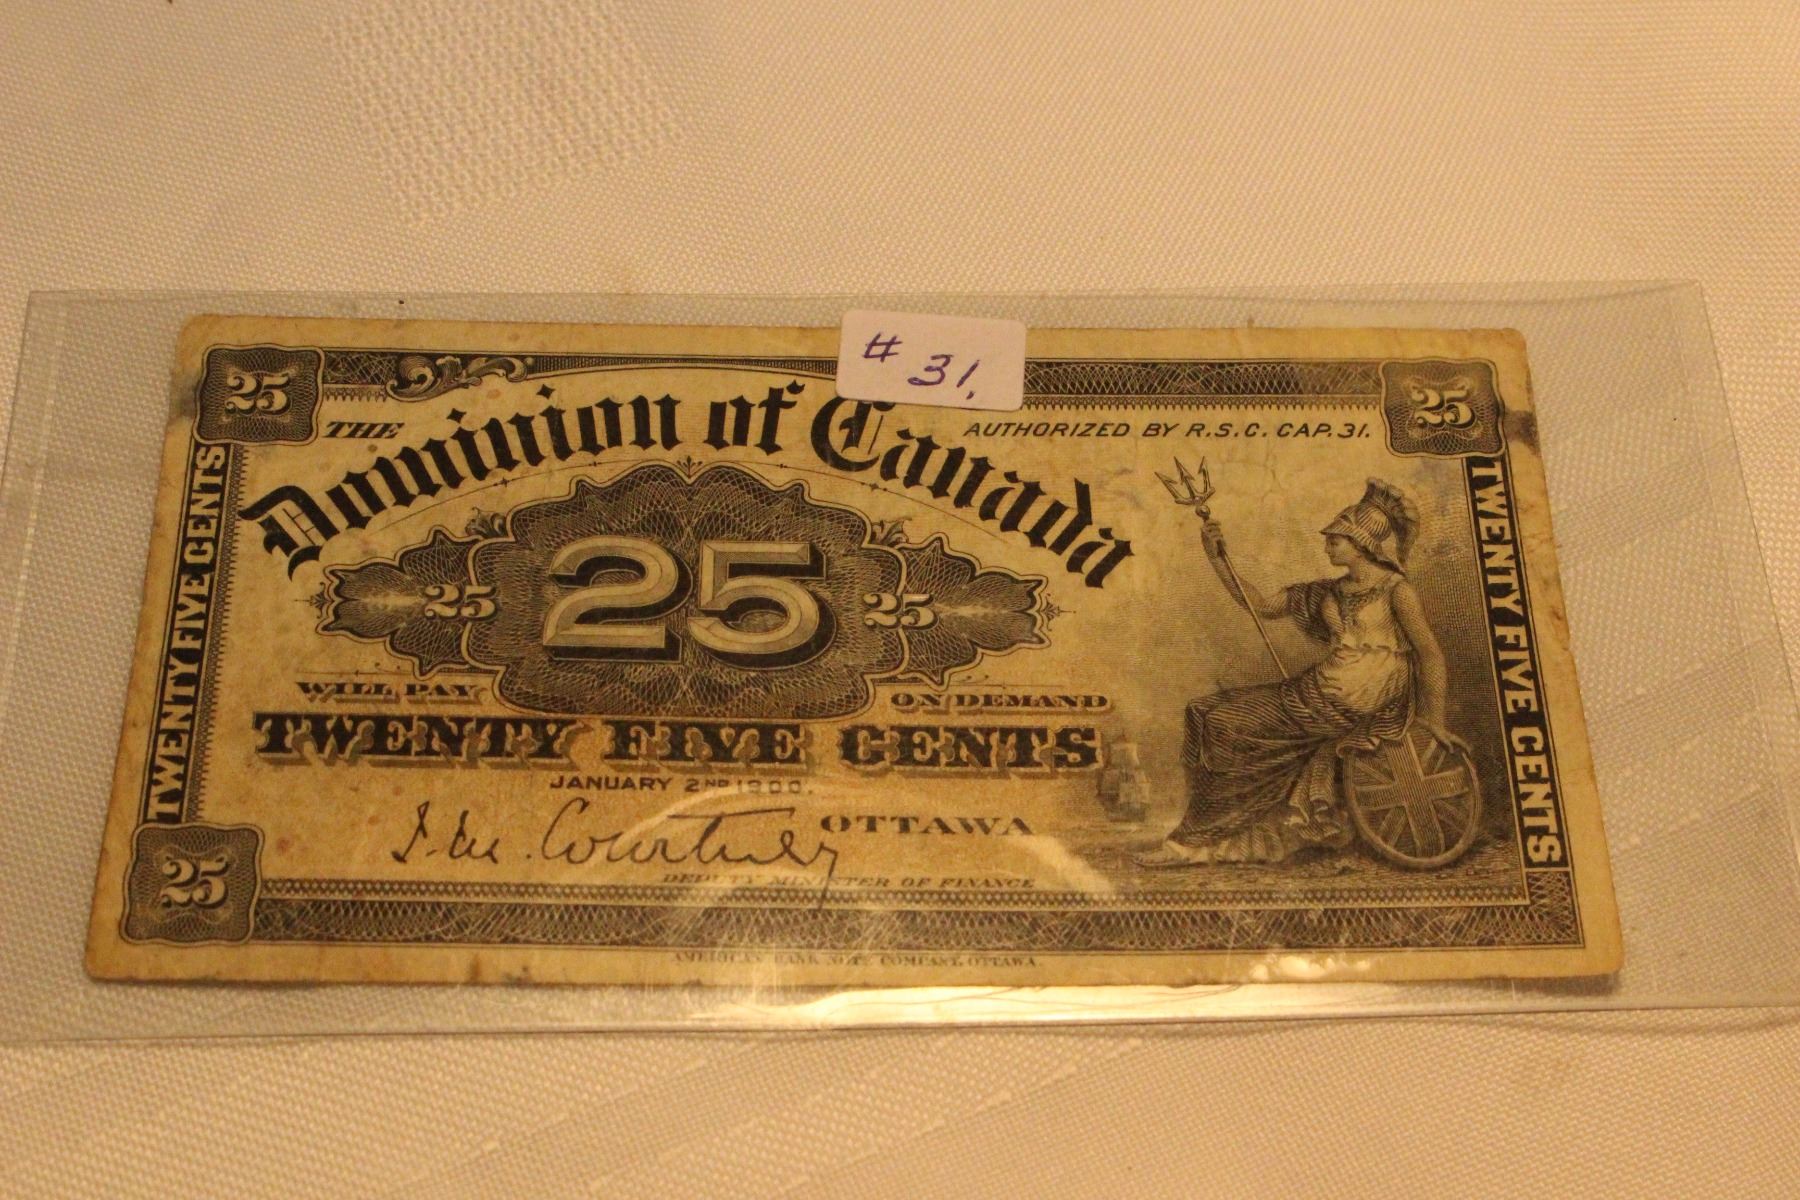 # 31.
25
25
THE
Dominion of Canada
AUTHORIZED BY R.S.C. CAP. 31.
TWENTY FIVE CENTS
25
25
25
TWENTY FIVE CENTS
WILL PAY
ON DEMAND
TWENTY FIVE CENTS
JANUARY 2ND 1900.
J. M. Courtney
OTTAWA
DEPUTY MINISTER OF FINANCE
25
AMERICAN BANK NOTE COMPANY, OTTAWA.